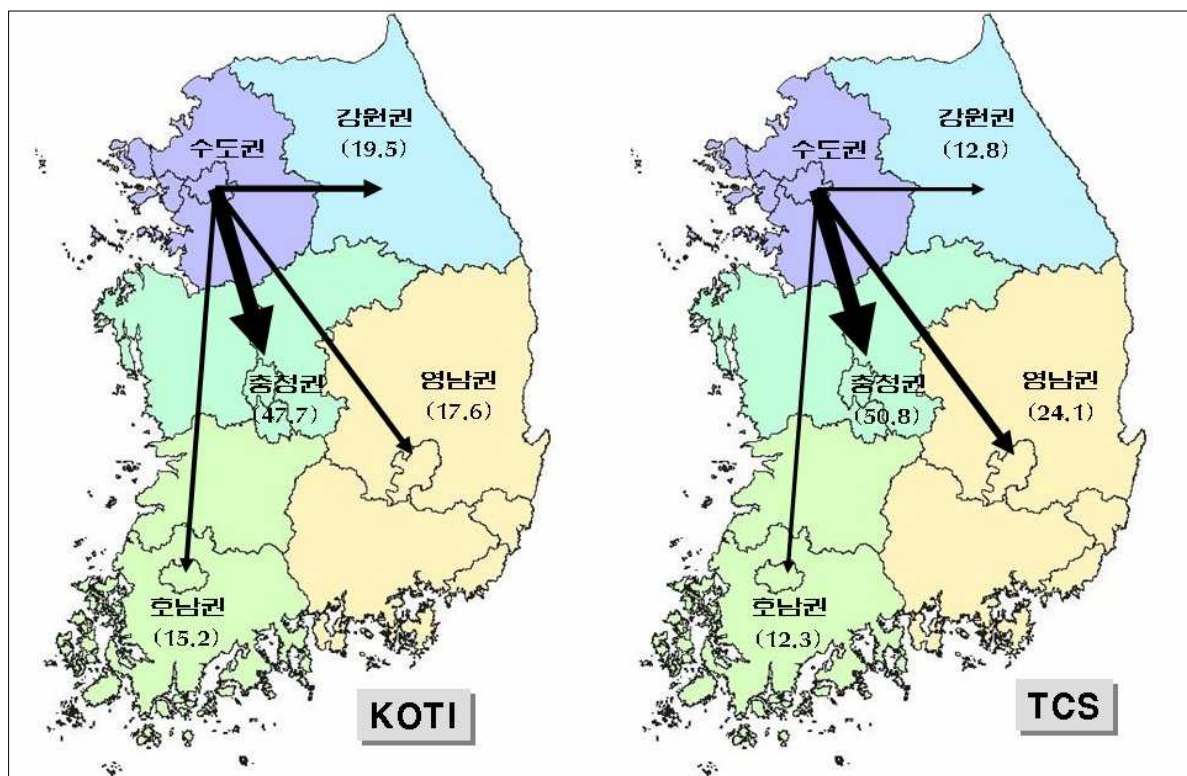 강원권
(19.5)
수도권
충청권
(47.7)
영남권
(17.6)
호남권
(15.2)
KOTI
강원권
(12.8)
수도권
충청권
(50.8)
영남권
(24.1)
호남권
(12.3)
TCS